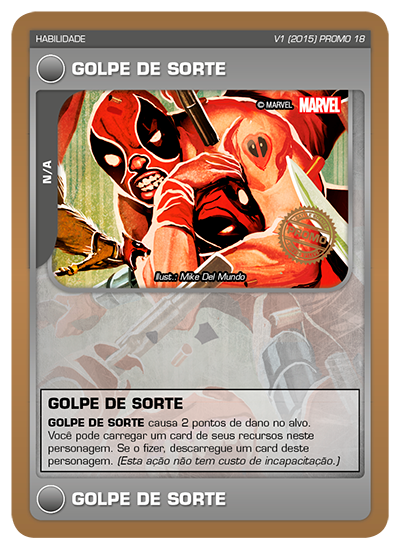 HABILIDADE
V1 (2015) PROMO 18
GOLPE DE SORTE
© MARVEL MARVEL
N/A
PROMO
Ilust.: Mike Del Mundo
GOLPE DE SORTE
GOLPE DE SORTE causa 2 pontos de dano no alvo.
Você pode carregar um card de seus recursos neste
personagem. Se o fizer, descarregue um card deste
personagem. (Esta ação não tem custo de incapacitação.)
GOLPE DE SORTE